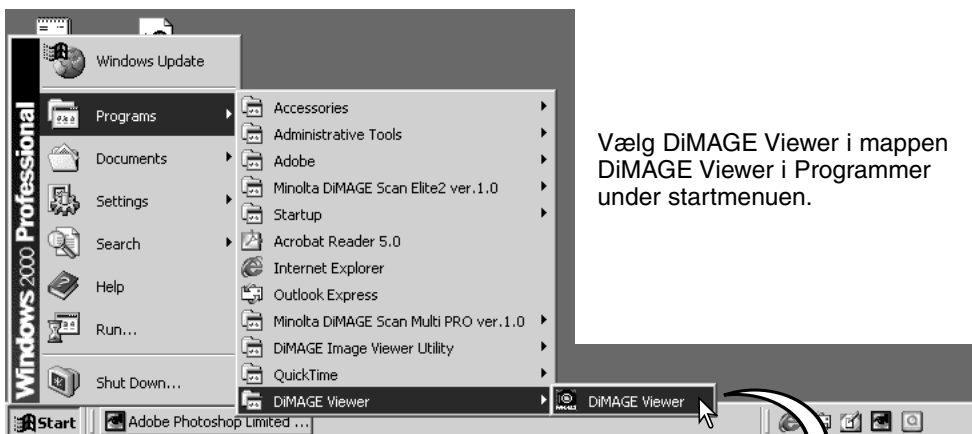 Windows Update
Programs
Documents
Settings
Search
Help
Run...
Shut Down...
Windows 2000 Professional
Accessories
Administrative Tools
Adobe
Minolta DiMAGE Scan Elite2 ver.1.0
Startup
Acrobat Reader 5.0
Internet Explorer
Outlook Express
Minolta DiMAGE Scan Multi PRO ver.1.0
DiMAGE Image Viewer Utility
QuickTime
DiMAGE Viewer
DiMAGE Viewer
Start
Adobe Photoshop Limited ...
Vælg DiMAGE Viewer i mappen
DiMAGE Viewer i Programmer
under startmenuen.